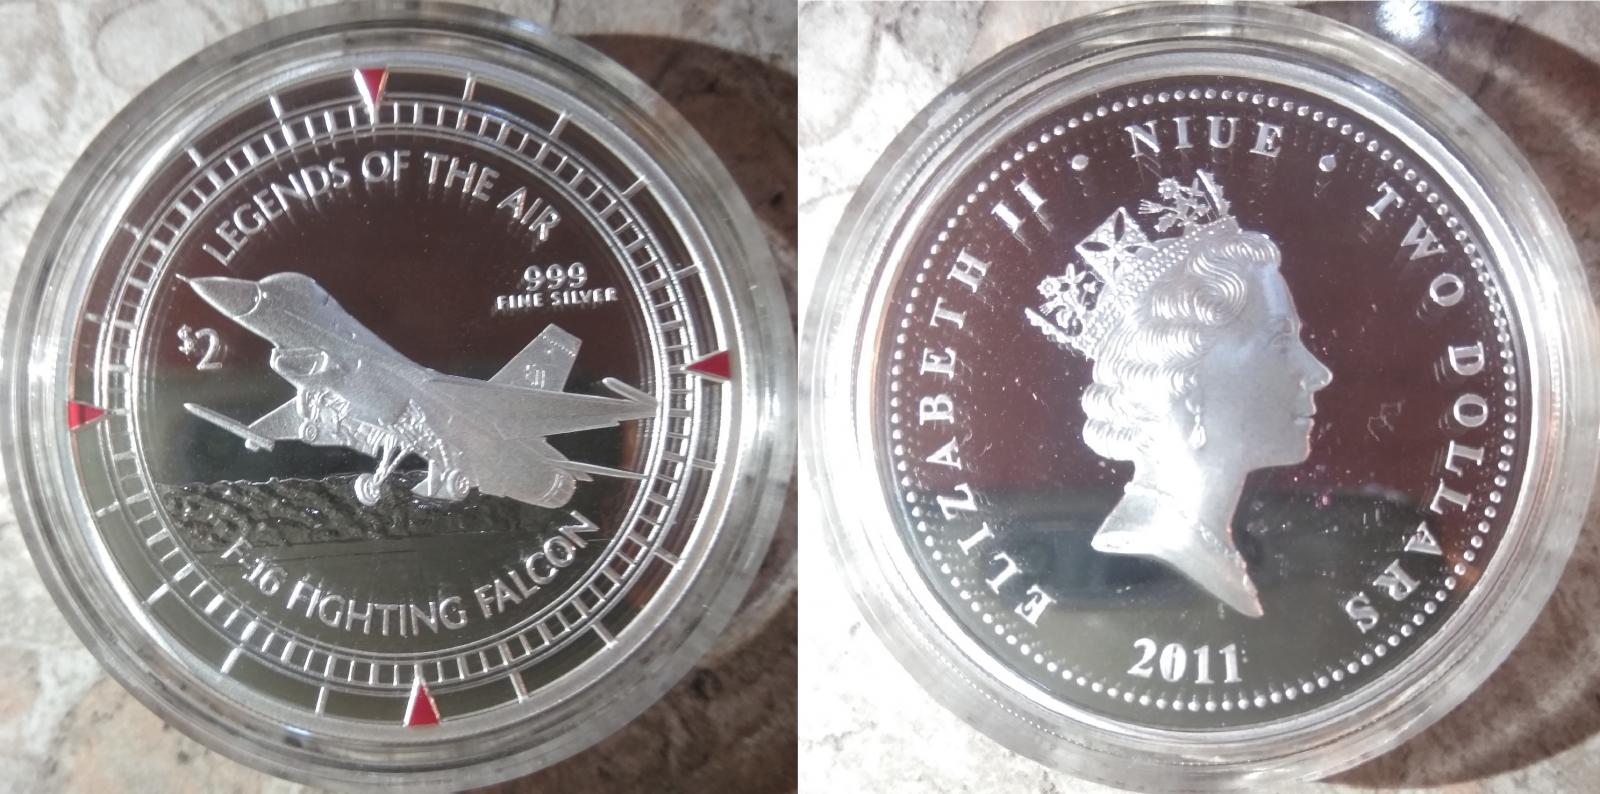 LEGENDS OF THE AIR
.999
FINE SILVER
$2
F-16 FIGHTING FALCON
ELIZABETH II • NIUE • TWO DOLLARS
2011